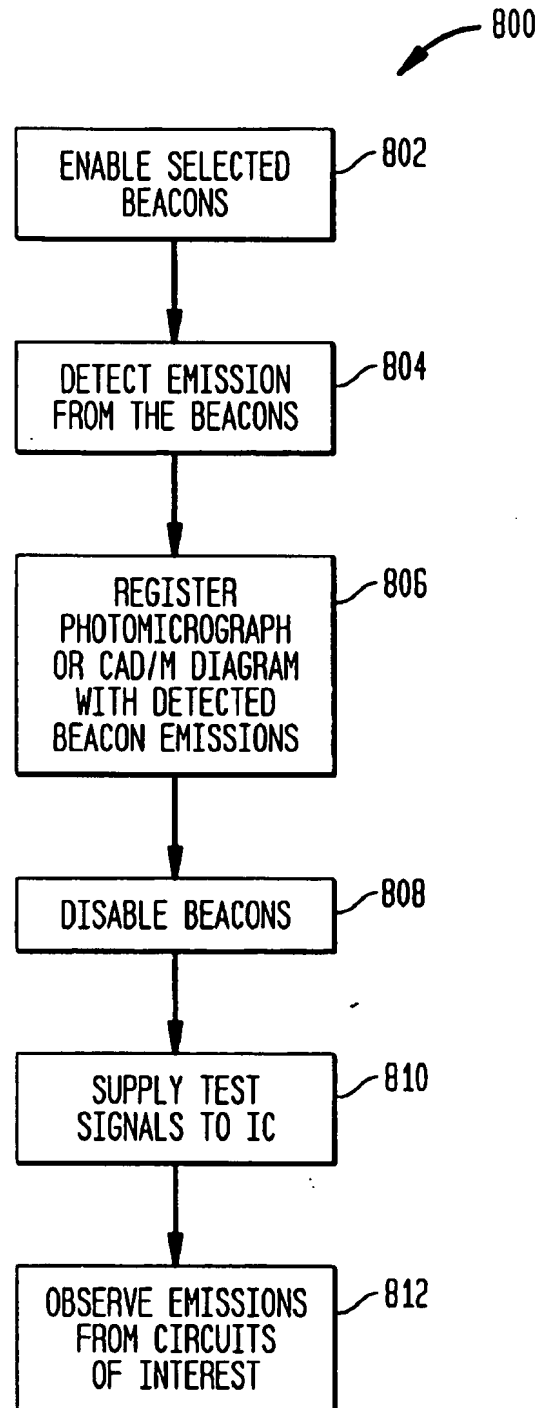 800
ENABLE SELECTED
BEACONS
802
DETECT EMISSION
FROM THE BEACONS
804
REGISTER
PHOTOMICROGRAPH
OR CAD/M DIAGRAM
WITH DETECTED
BEACON EMISSIONS
806
DISABLE BEACONS
808
SUPPLY TEST
SIGNALS TO IC
810
OBSERVE EMISSIONS
FROM CIRCUITS
OF INTEREST
812